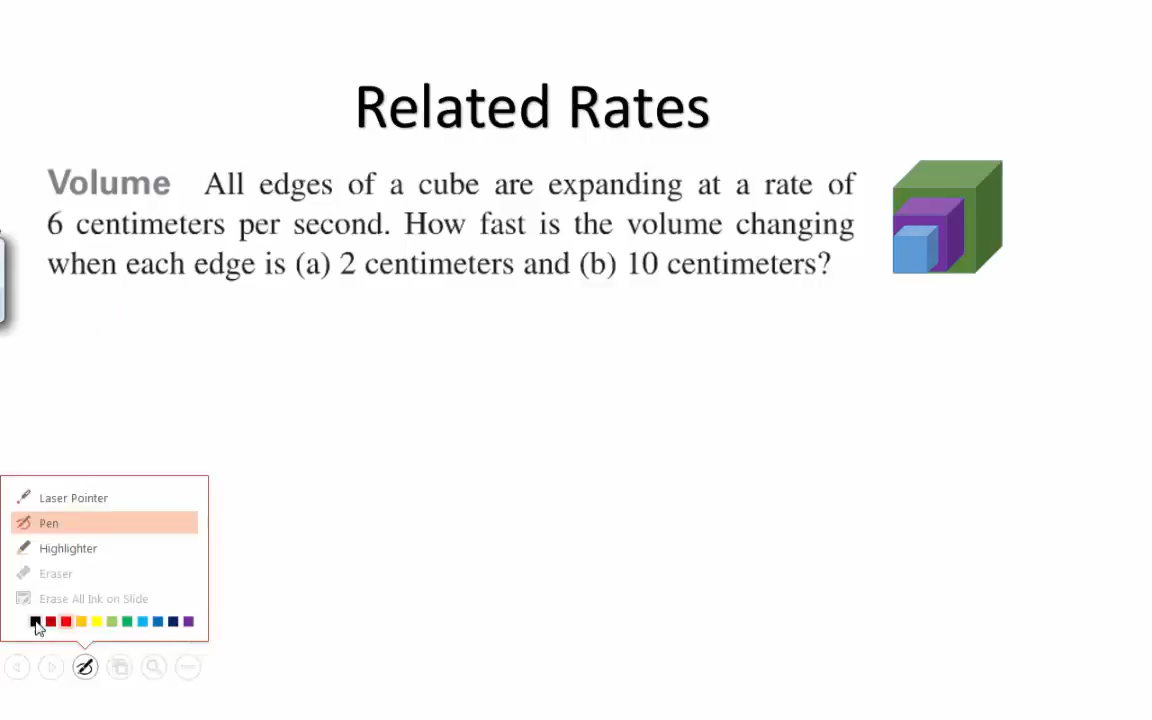 Related Rates
Volume All edges of a cube are expanding at a rate of
6 centimeters per second. How fast is the volume changing
when each edge is (a) 2 centimeters and (b) 10 centimeters?
Laser Pointer
Pen
Highlighter
Eraser
Erase All Ink on Slide